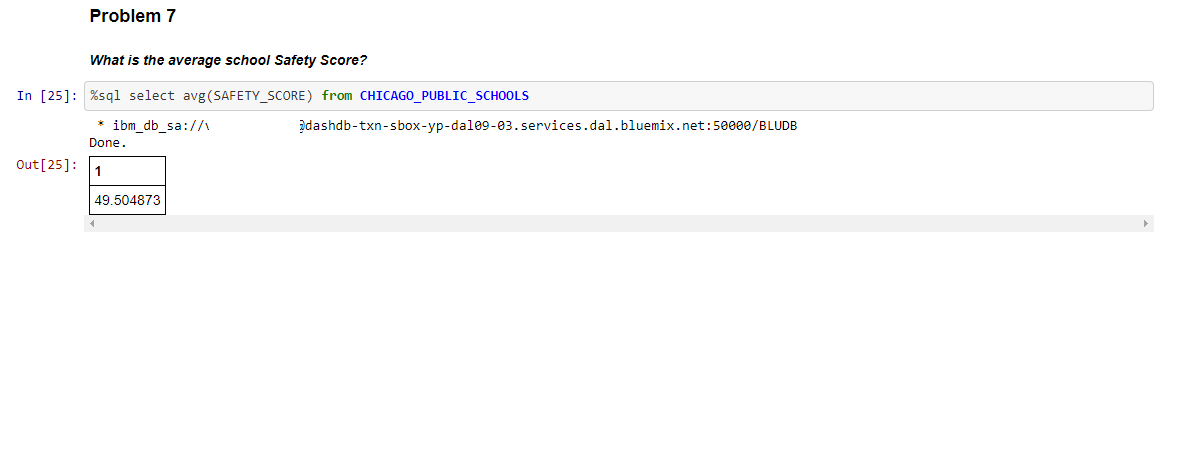 Problem 7
What is the average school Safety Score?
In [25]: %sql select avg(SAFETY_SCORE) from CHICAGO_PUBLIC_SCHOOLS
* ibm_db_sa:// @dashdb-txn-sbox-yp-dal09-03.services.dal.bluemix.net:50000/BLUDB
Done.
Out[25]: 1
49.504873